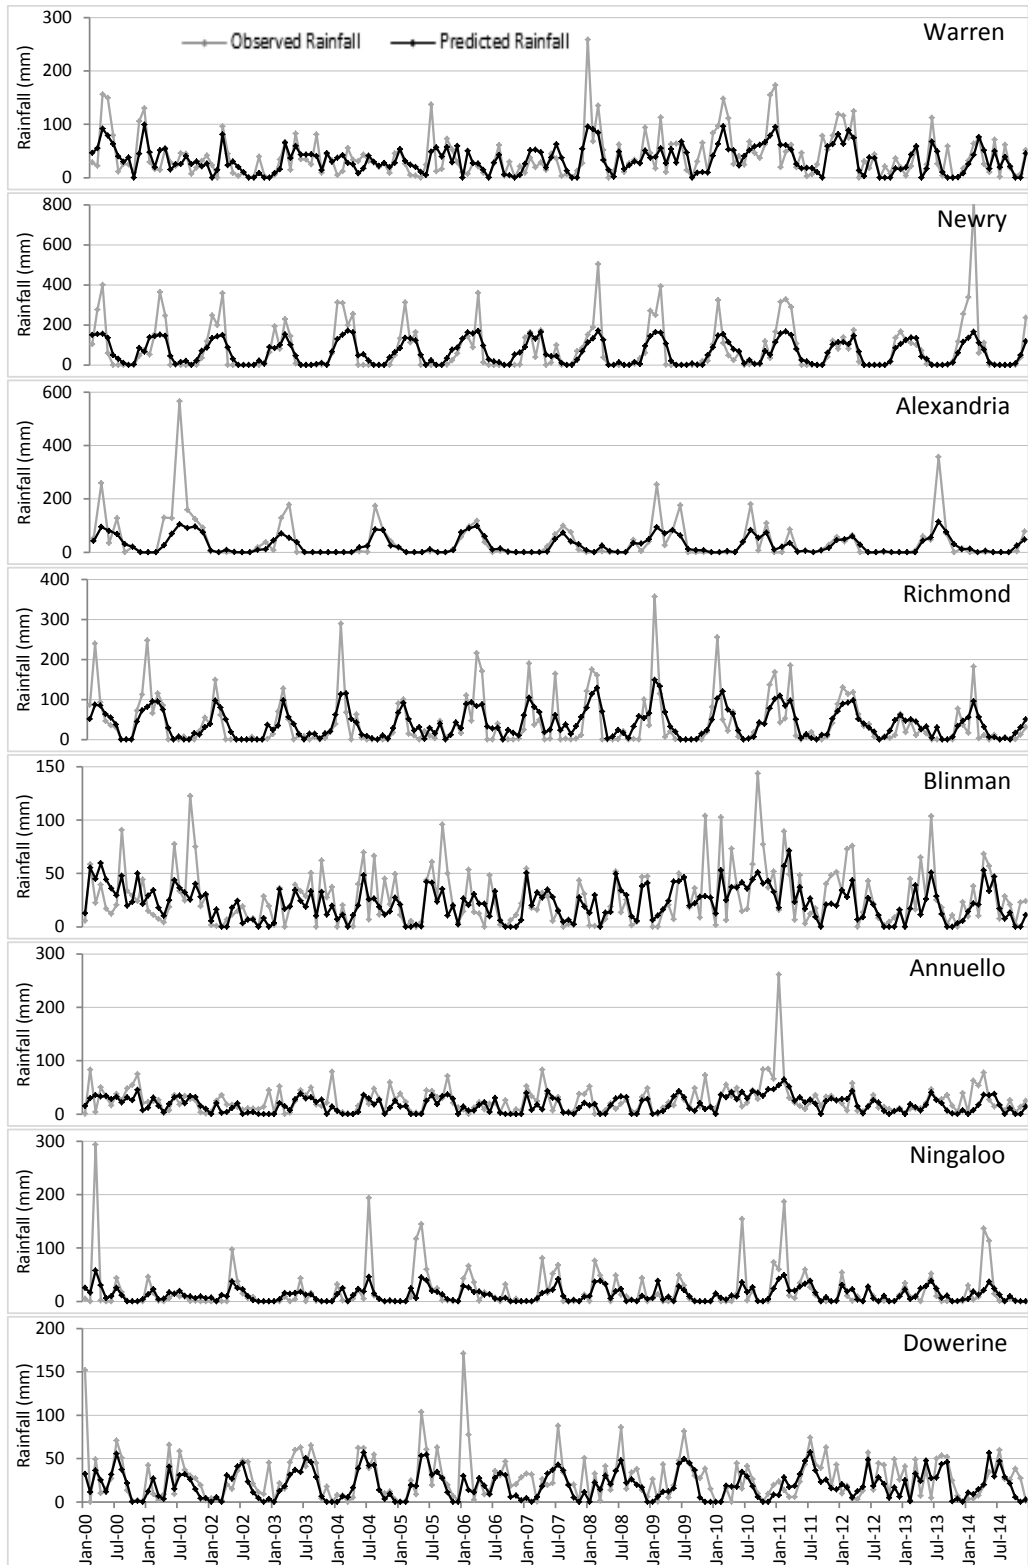 Observed Rainfall
Predicted Rainfall
Warren
Rainfall (mm)
300
200
100
0
Newry
Rainfall (mm)
800
600
400
200
0
Alexandria
Rainfall (mm)
600
400
200
0
Richmond
Rainfall (mm)
400
300
200
100
0
Blinman
Rainfall (mm)
150
100
50
0
Annuello
Rainfall (mm)
300
200
100
0
Ningaloo
Rainfall (mm)
300
200
100
0
Dowerine
Rainfall (mm)
200
150
100
50
0
Jan-00
Jul-00
Jan-01
Jul-01
Jan-02
Jul-02
Jan-03
Jul-03
Jan-04
Jul-04
Jan-05
Jul-05
Jan-06
Jul-06
Jan-07
Jul-07
Jan-08
Jul-08
Jan-09
Jul-09
Jan-10
Jul-10
Jan-11
Jul-11
Jan-12
Jul-12
Jan-13
Jul-13
Jan-14
Jul-14